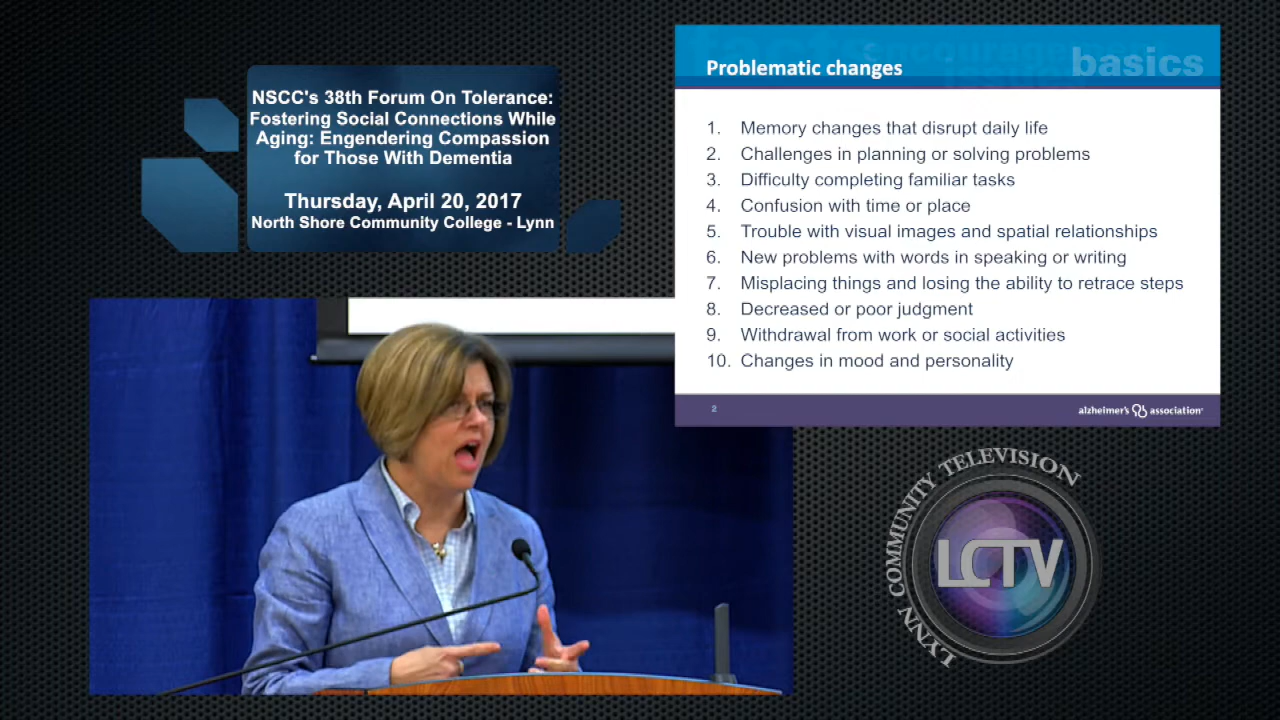 NSCC's 38th Forum On Tolerance:
Fostering Social Connections While
Aging: Engendering Compassion
for Those With Dementia
Thursday, April 20, 2017
North Shore Community College - Lynn
facts encourage
basics
Problematic changes
1. Memory changes that disrupt daily life
2. Challenges in planning or solving problems
3. Difficulty completing familiar tasks
4. Confusion with time or place
5. Trouble with visual images and spatial relationships
6. New problems with words in speaking or writing
7. Misplacing things and losing the ability to retrace steps
8. Decreased or poor judgment
9. Withdrawal from work or social activities
10. Changes in mood and personality
2
alzheimer's association®
LYNN COMMUNITY TELEVISION
LCTV